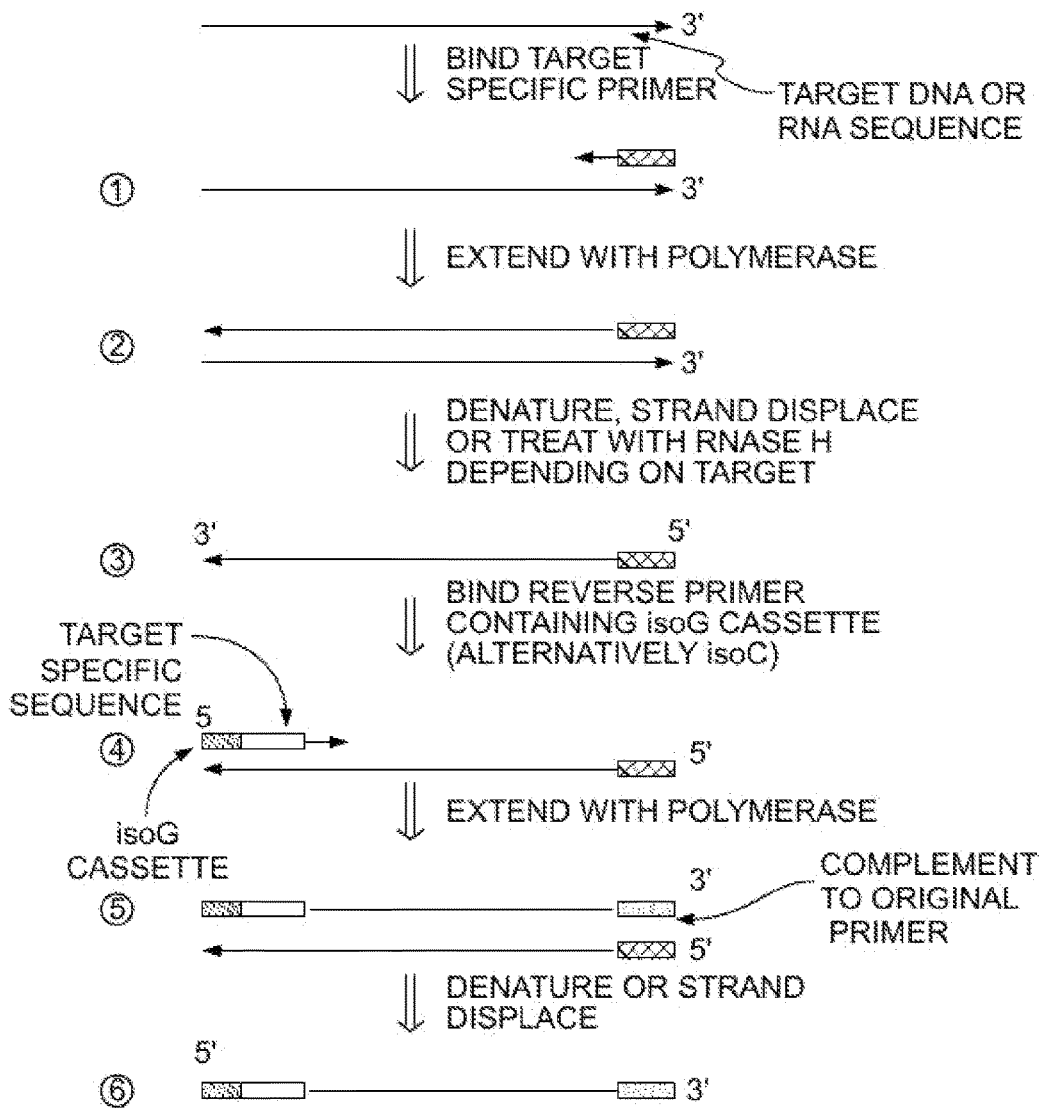 3'
BIND TARGET
SPECIFIC PRIMER
TARGET DNA OR
RNA SEQUENCE
①
3'
EXTEND WITH POLYMERASE
②
3'
DENATURE, STRAND DISPLACE
OR TREAT WITH RNASE H
DEPENDING ON TARGET
3'
5'
③
BIND REVERSE PRIMER
CONTAINING isoG CASSETTE
(ALTERNATIVELY isoC)
TARGET
SPECIFIC
SEQUENCE
5
④
5'
EXTEND WITH POLYMERASE
isoG
CASSETTE
3'
COMPLEMENT
TO ORIGINAL
PRIMER
⑤
5'
DENATURE OR STRAND
DISPLACE
5'
⑥
3'